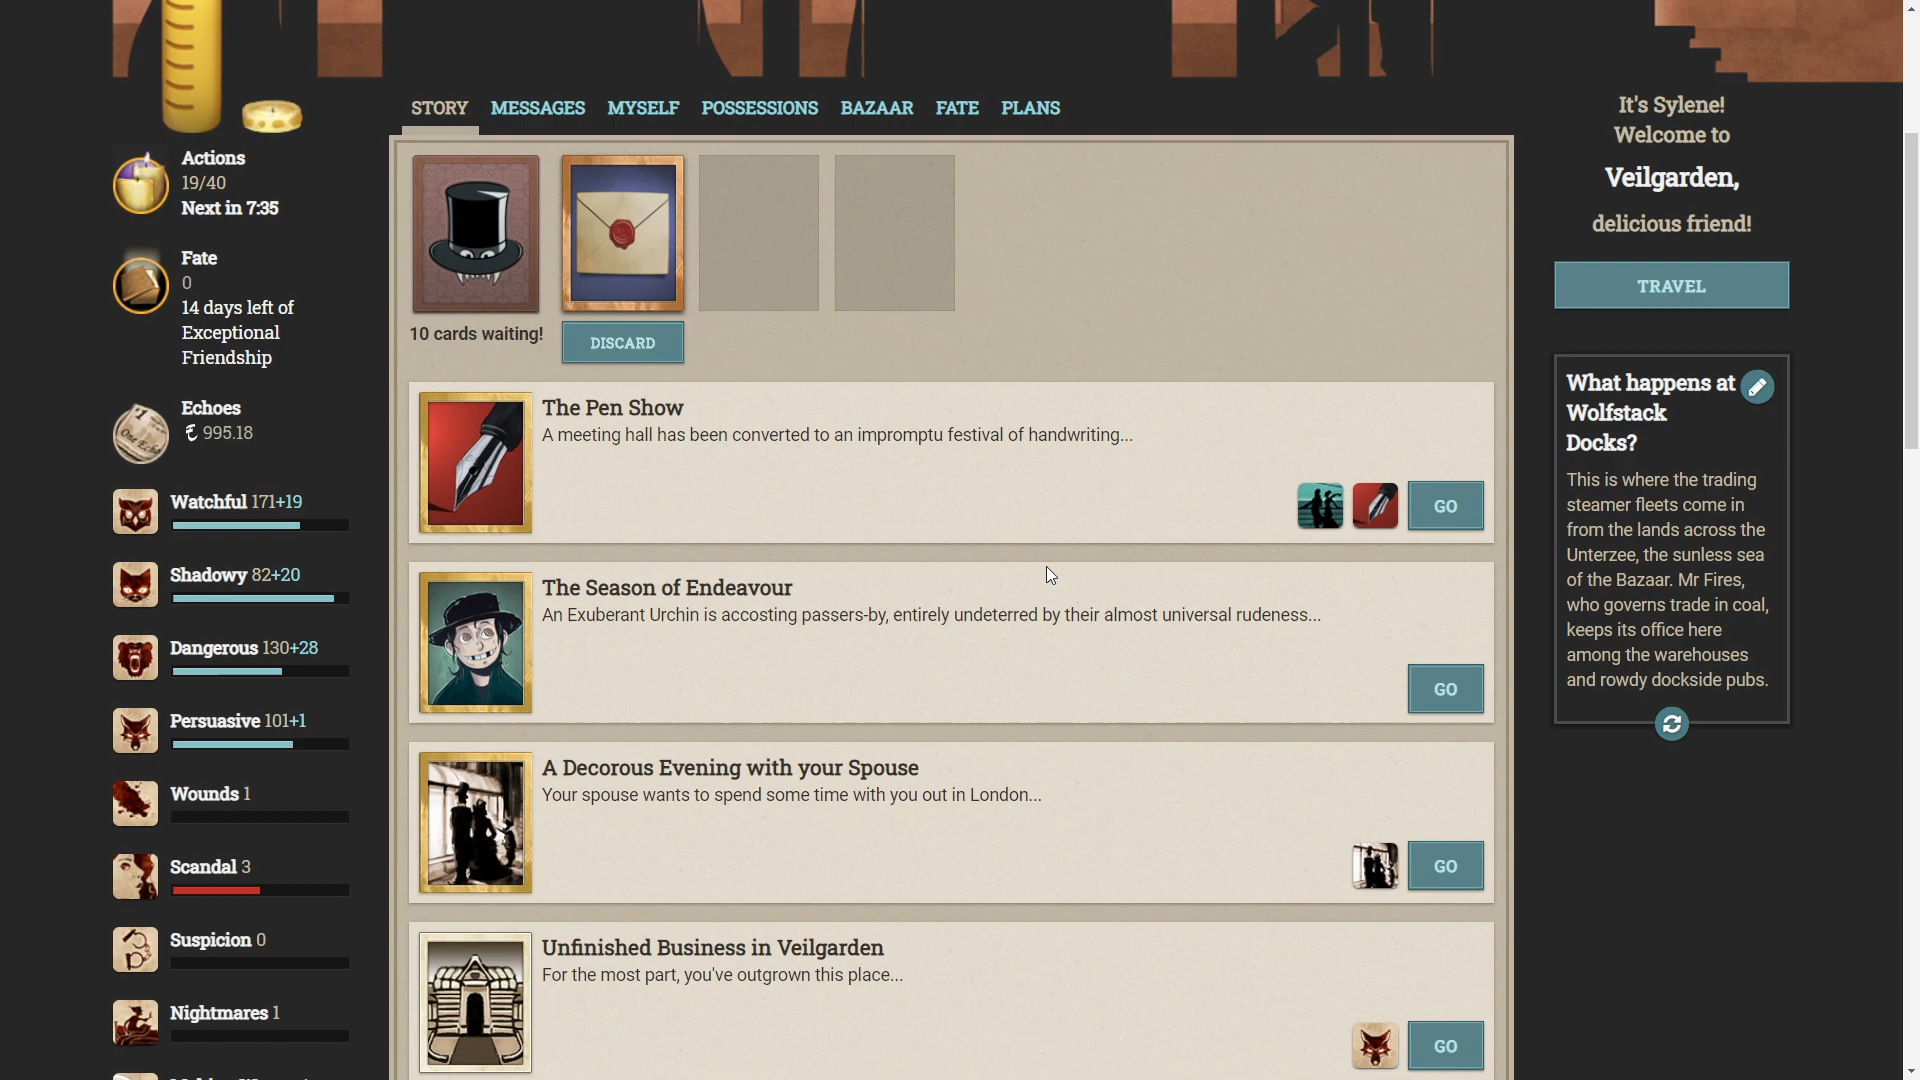 STORY MESSAGES MYSELF POSSESSIONS BAZAAR FATE PLANS
Actions
19/40
Next in 7:35
Fate
0
14 days left of
Exceptional
Friendship
Echoes
995.18
Watchful 171+19
Shadowy 82+20
Dangerous 130+28
Persuasive 101+1
Wounds 1
Scandal 3
Suspicion 0
Nightmares 1
10 cards waiting!
DISCARD
The Pen Show
A meeting hall has been converted to an impromptu festival of handwriting...
GO
The Season of Endeavour
An Exuberant Urchin is accosting passers-by, entirely undeterred by their almost universal rudeness...
GO
A Decorous Evening with your Spouse
Your spouse wants to spend some time with you out in London...
GO
Unfinished Business in Veilgarden
For the most part, you've outgrown this place...
GO
It's Sylene!
Welcome to
Veilgarden,
delicious friend!
TRAVEL
What happens at
Wolfstack
Docks?
This is where the trading
steamer fleets come in
from the lands across the
Unterzee, the sunless sea
of the Bazaar. Mr Fires,
who governs trade in coal,
keeps its office here
among the warehouses
and rowdy dockside pubs.